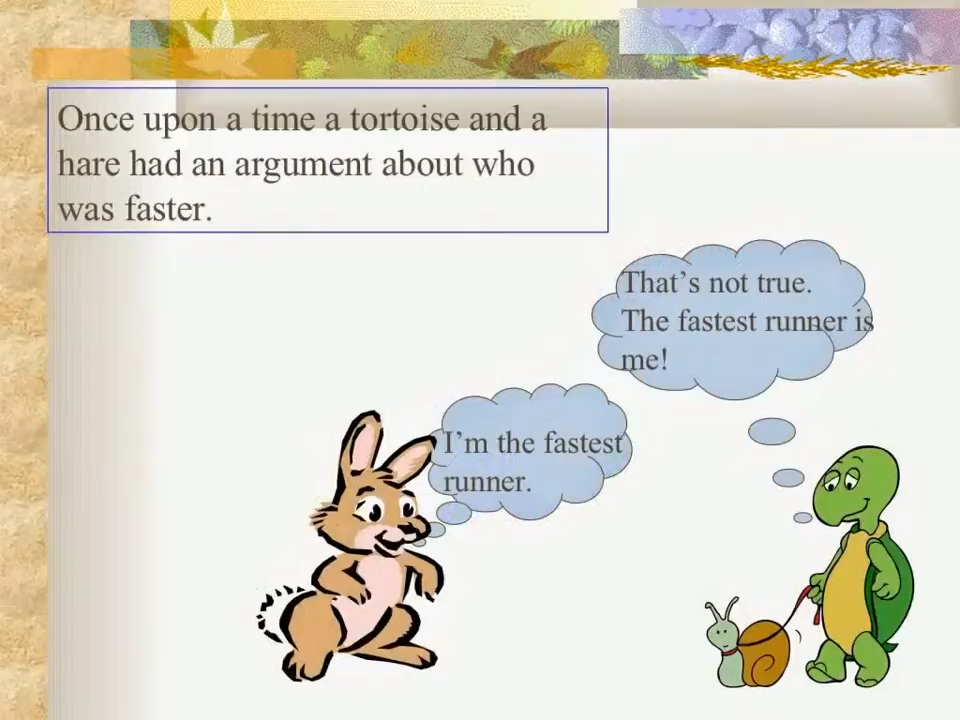 Once upon a time a tortoise and a
hare had an argument about who
was faster.
That’s not true.
The fastest runner is
me!
I’m the fastest
runner.